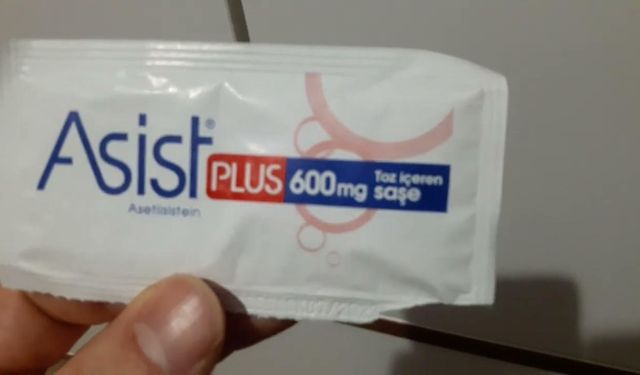 Asist®
PLUS 600mg Toz içeren saşe
Asetilsistein